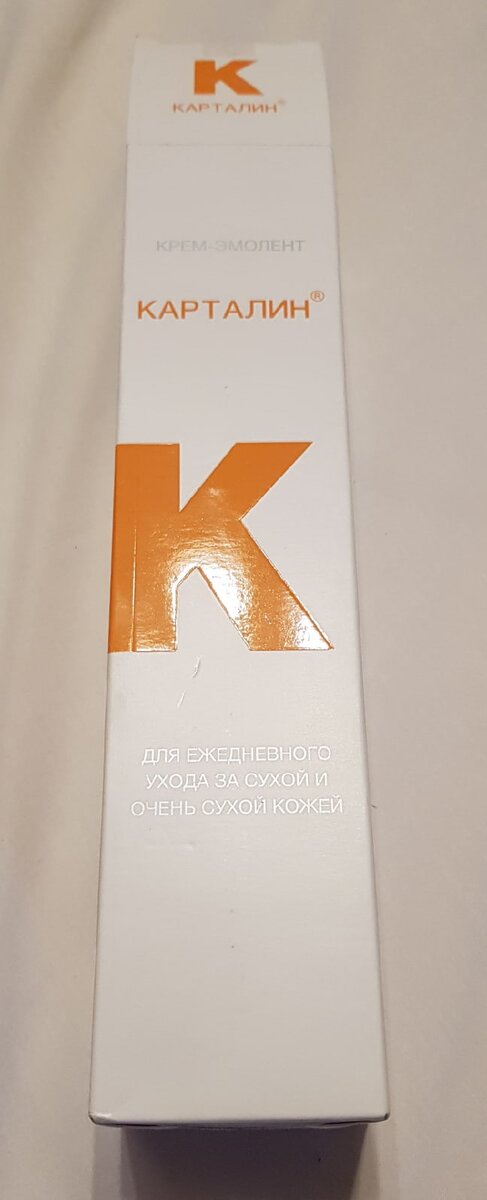 К
КАРТАЛИН®
КРЕМ-ЭМОЛЕНТ
КАРТАЛИН®
К
ДЛЯ ЕЖЕДНЕВНОГО
УХОДА ЗА СУХОЙ И
ОЧЕНЬ СУХОЙ КОЖЕЙ